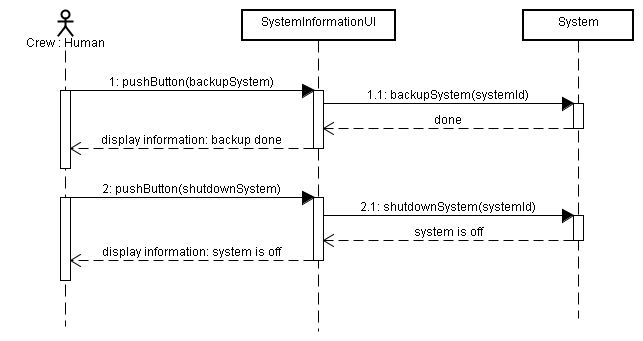 SystemInformationUI
System
Crew : Human
1: pushButton(backupSystem)
1.1: backupSystem(systemId)
done
display information: backup done
2: pushButton(shutdownSystem)
2.1: shutdownSystem(systemId)
system is off
display information: system is off